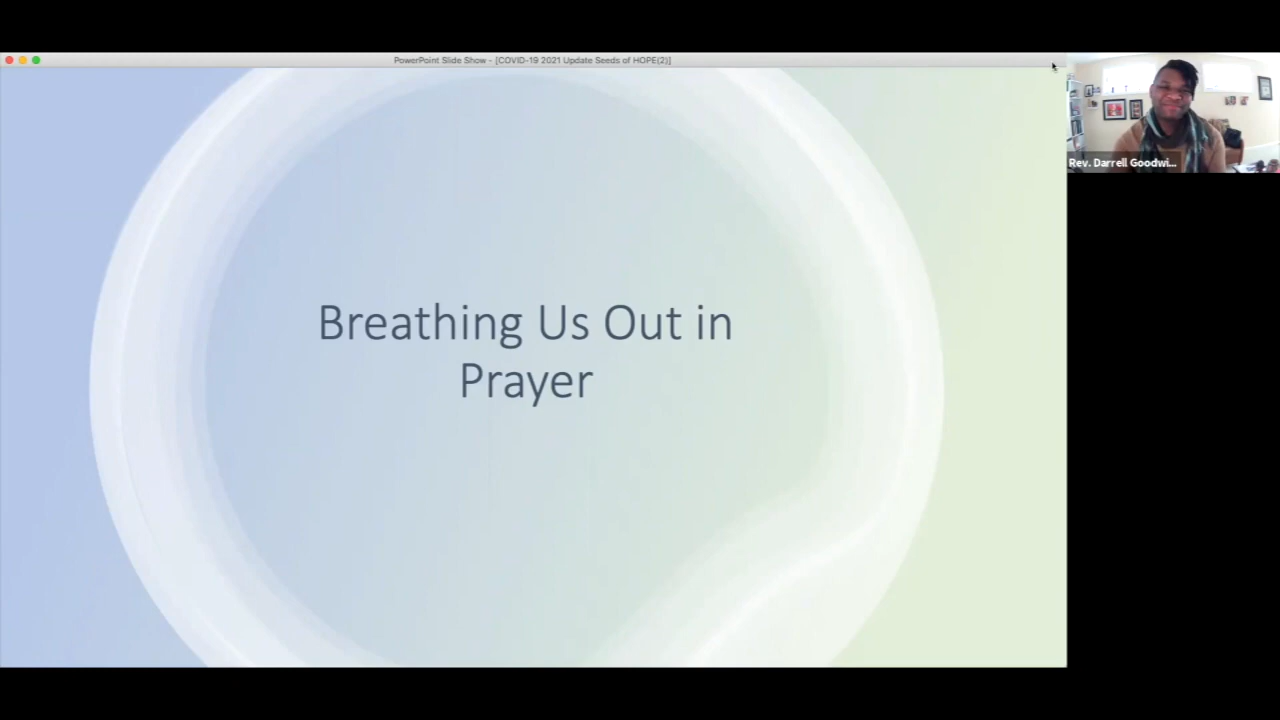 PowerPoint Slide Show - [COVID-19 2021 Update Seeds of HOPE(2)]
Rev. Darrell Goodwi...
Breathing Us Out in
Prayer